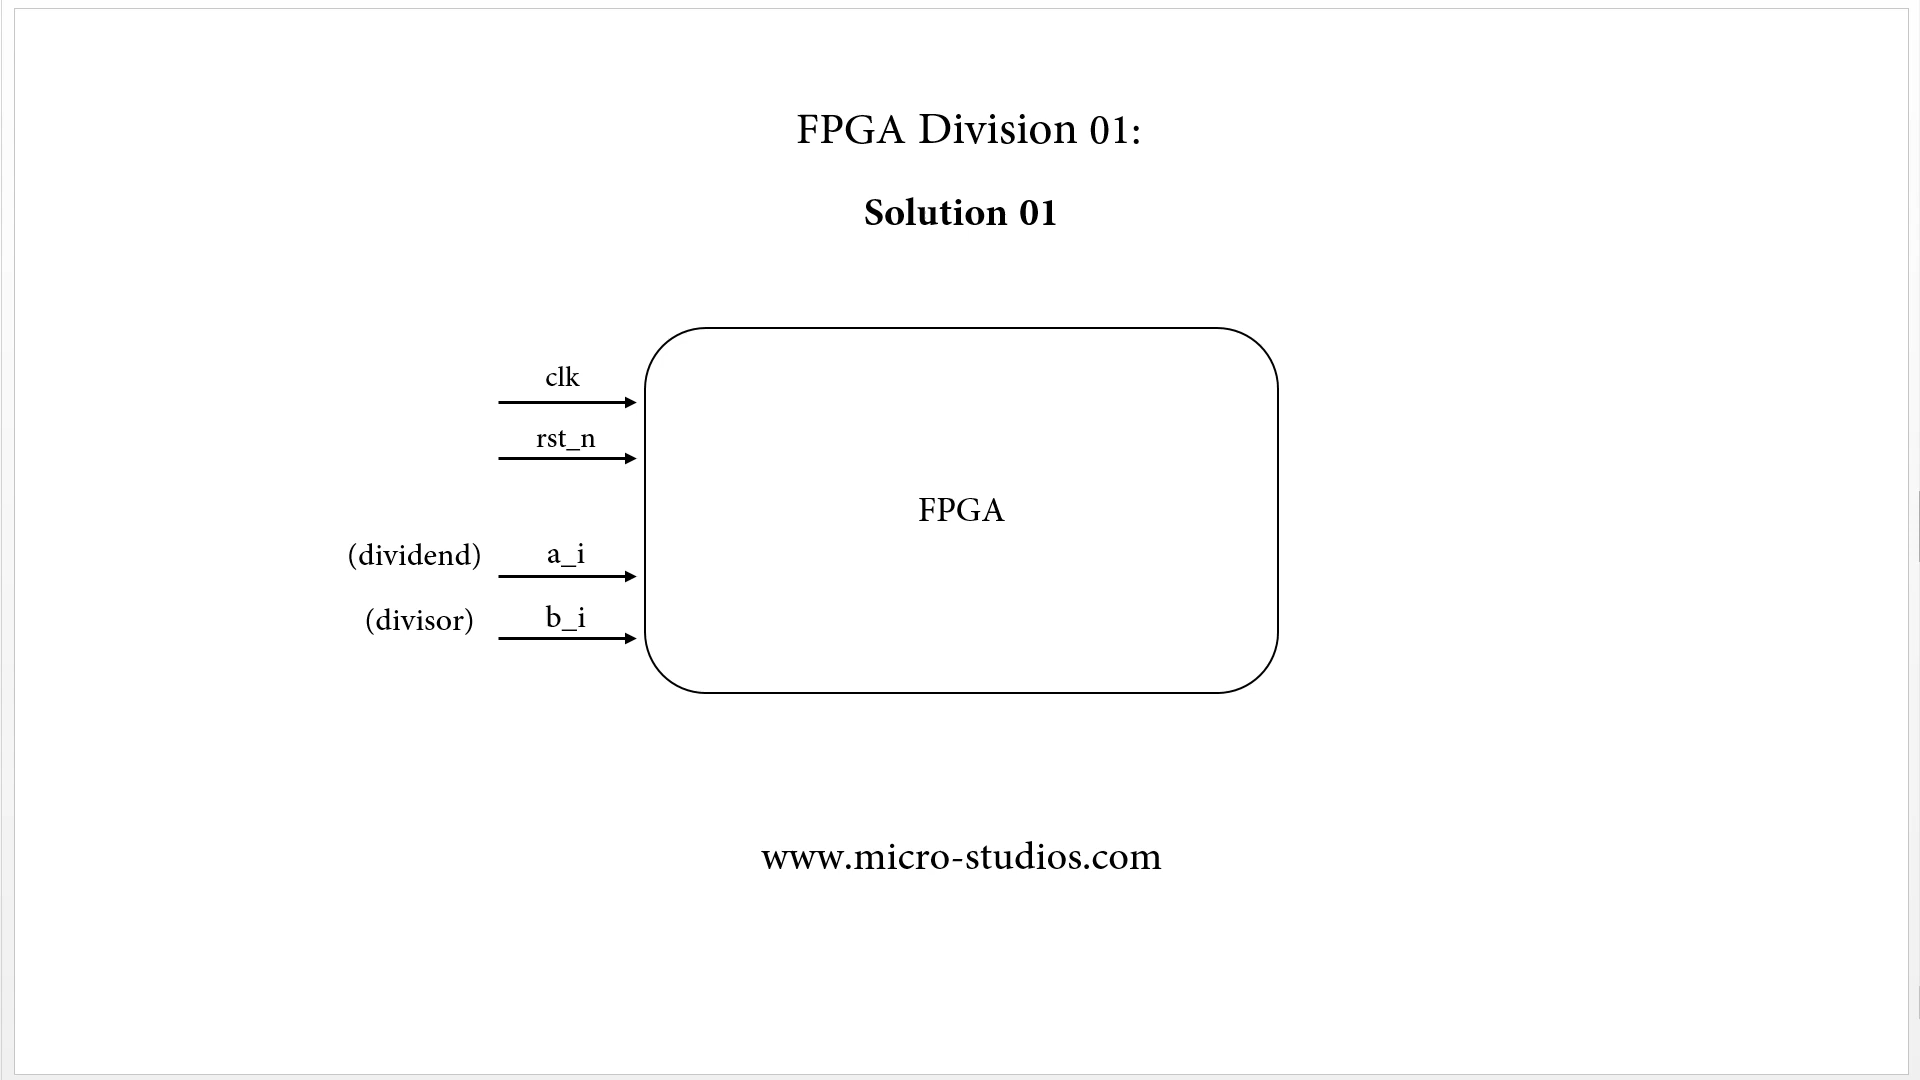 FPGA Division 01:
Solution 01
clk
rst_n
FPGA
(dividend) a_i
(divisor) b_i
www.micro-studios.com